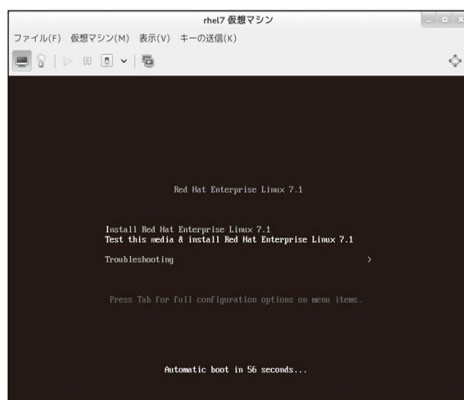 rhel7 仮想マシン
ファイル(F) 仮想マシン(M) 表示(V) キーの送信(K)
Red Hat Enterprise Linux 7.1
Install Red Hat Enterprise Linux 7.1
Test this media & install Red Hat Enterprise Linux 7.1
Troubleshooting >
Press Tab for full configuration options on menu items.
Automatic boot in 56 seconds...